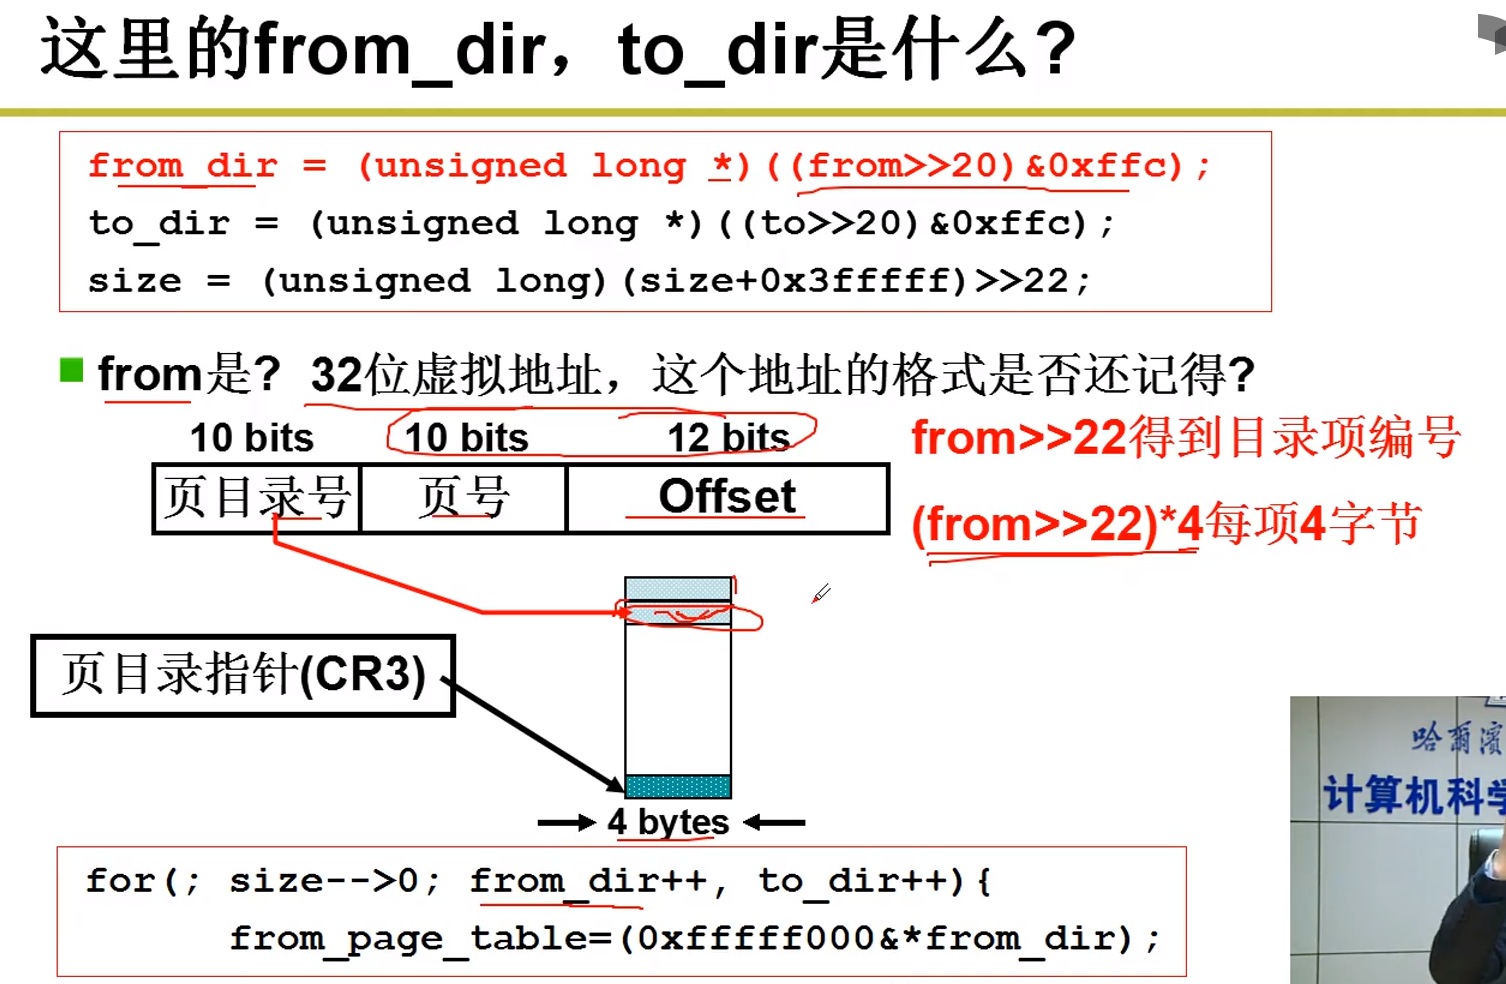 这里的from_dir，to_dir是什么？
from_dir = (unsigned long *)((from>>20)&0xffc);
to_dir = (unsigned long *)((to>>20)&0xffc);
size = (unsigned long)(size+0x3fffff)>>22;
from是？ 32位虚拟地址，这个地址的格式是否还记得？
10 bits 10 bits 12 bits
页目录号 页号 Offset
from>>22得到目录项编号
(from>>22)*4每项4字节
页目录指针(CR3)
4 bytes
for(; size-->0; from_dir++, to_dir++){
from_page_table=(0xfffff000&*from_dir);
哈爾濱
计算机科学